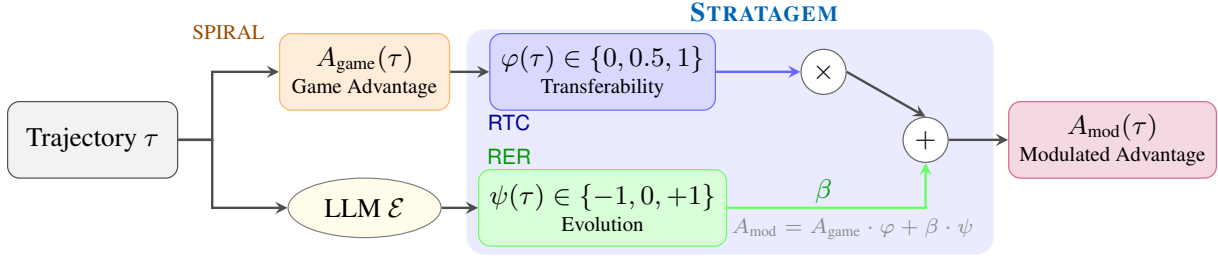 STRATAGEM
SPIRAL
A_game(τ)
Game Advantage
φ(τ) ∈ {0, 0.5, 1}
Transferability
×
Trajectory τ
RTC
RER
+
A_mod(τ)
Modulated Advantage
LLM ℰ
ψ(τ) ∈ {−1, 0, +1}
Evolution
β
A_mod = A_game · φ + β · ψ